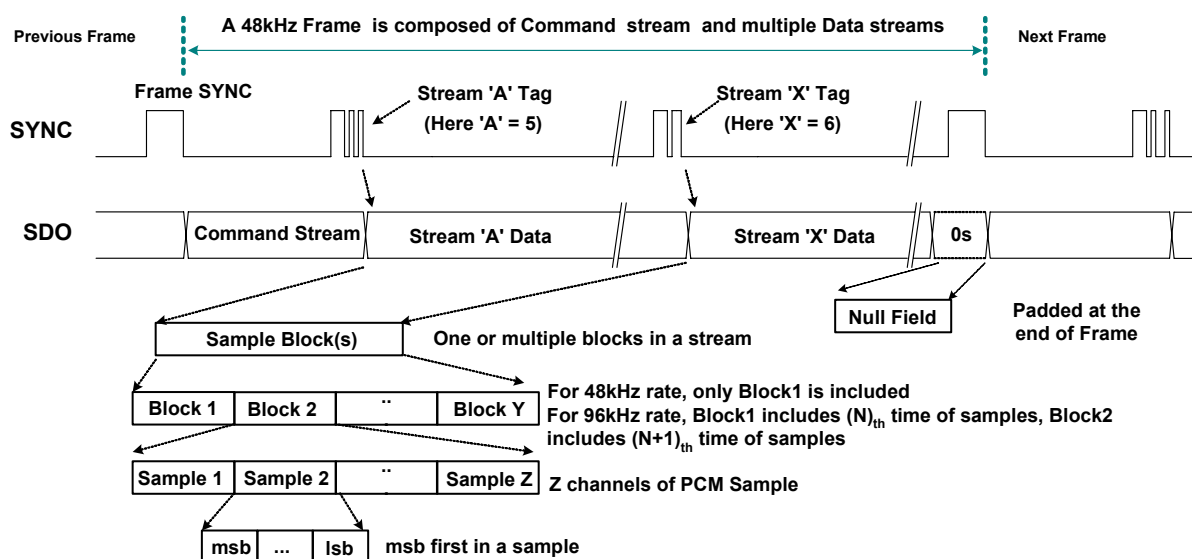 A 48kHz Frame is composed of Command stream and multiple Data streams
Previous Frame
Next Frame
Frame SYNC
Stream 'A' Tag
(Here 'A' = 5)
Stream 'X' Tag
(Here 'X' = 6)
SYNC
SDO
Command Stream
Stream 'A' Data
Stream 'X' Data
0s
Null Field
Padded at the
end of Frame
Sample Block(s)
One or multiple blocks in a stream
Block 1
Block 2
..
Block Y
For 48kHz rate, only Block1 is included
For 96kHz rate, Block1 includes (N)th time of samples, Block2
includes (N+1)th time of samples
Sample 1
Sample 2
..
Sample Z
Z channels of PCM Sample
msb
...
lsb
msb first in a sample